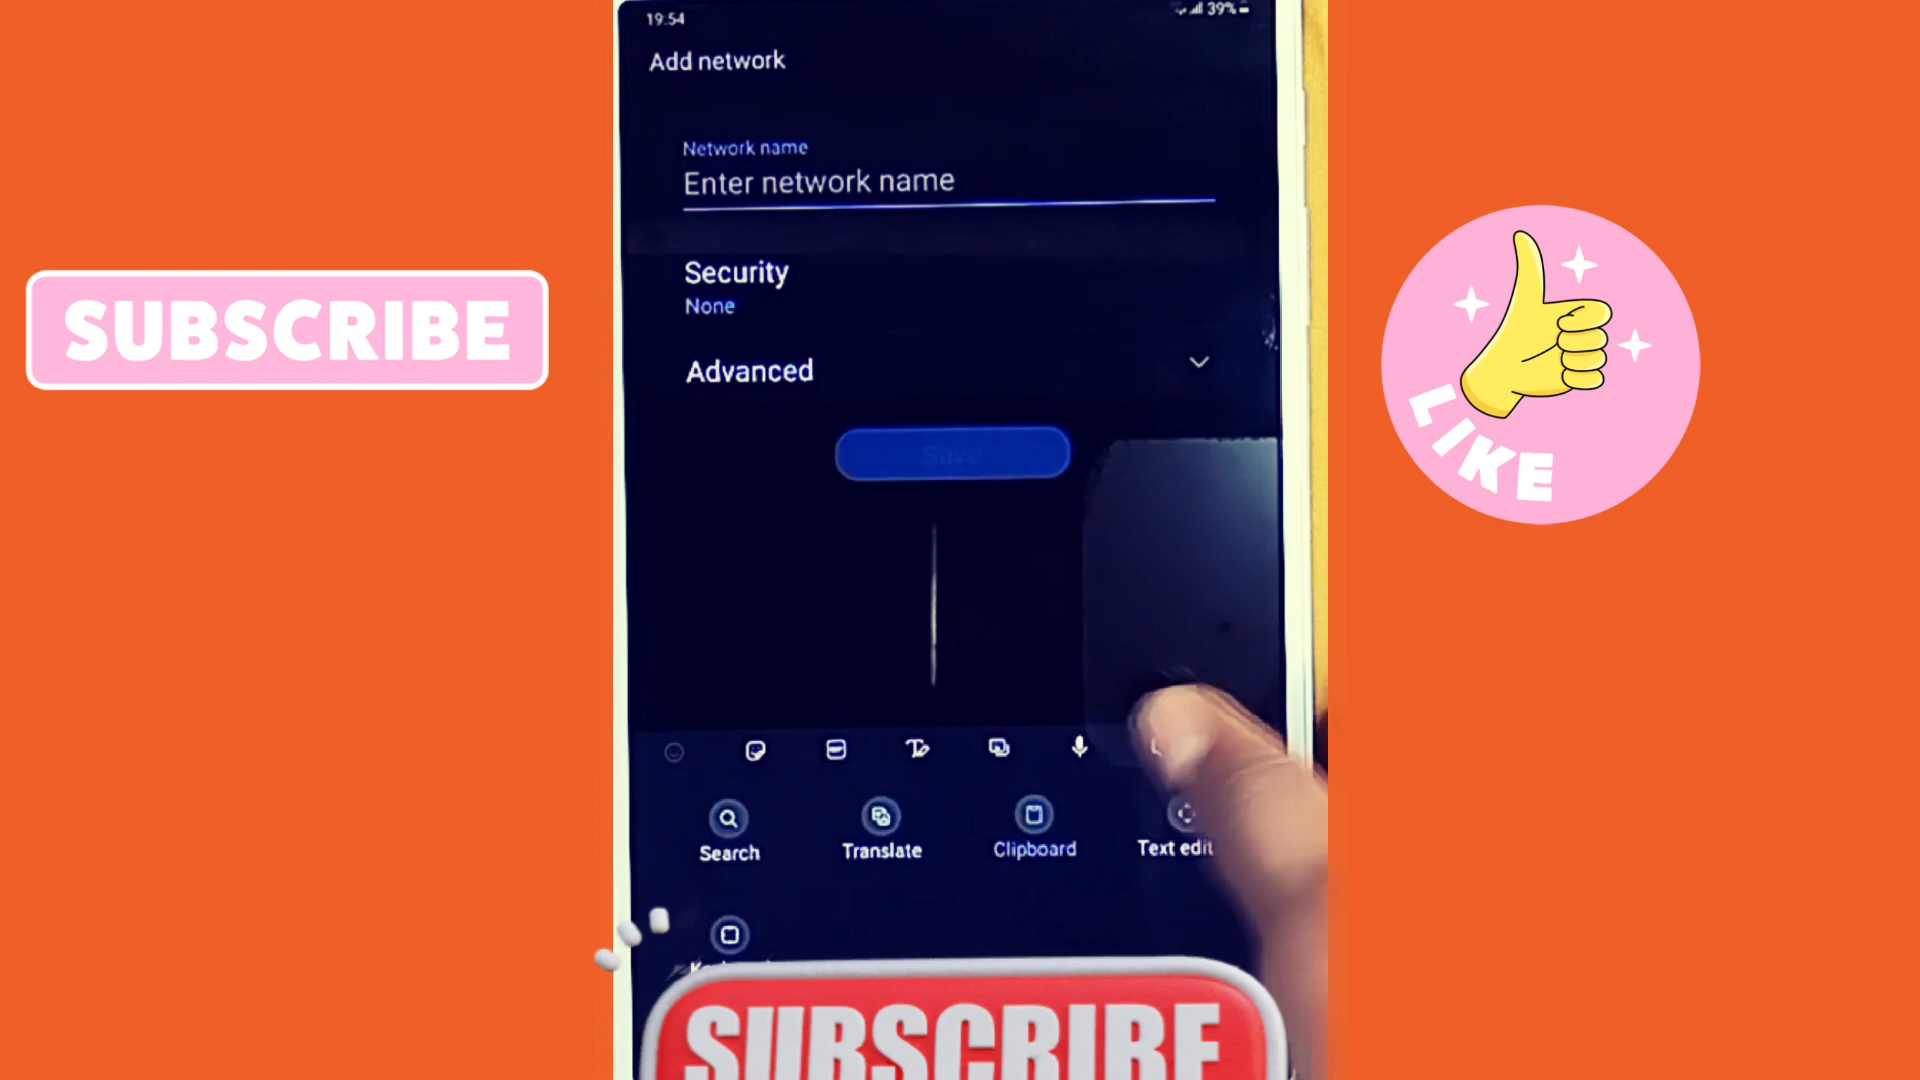 19:54
39%
Add network
Network name
Enter network name
Security
None
Advanced
Save
Search
Translate
Clipboard
Text edit
SUBSCRIBE
LIKE
SUBSCRIBE